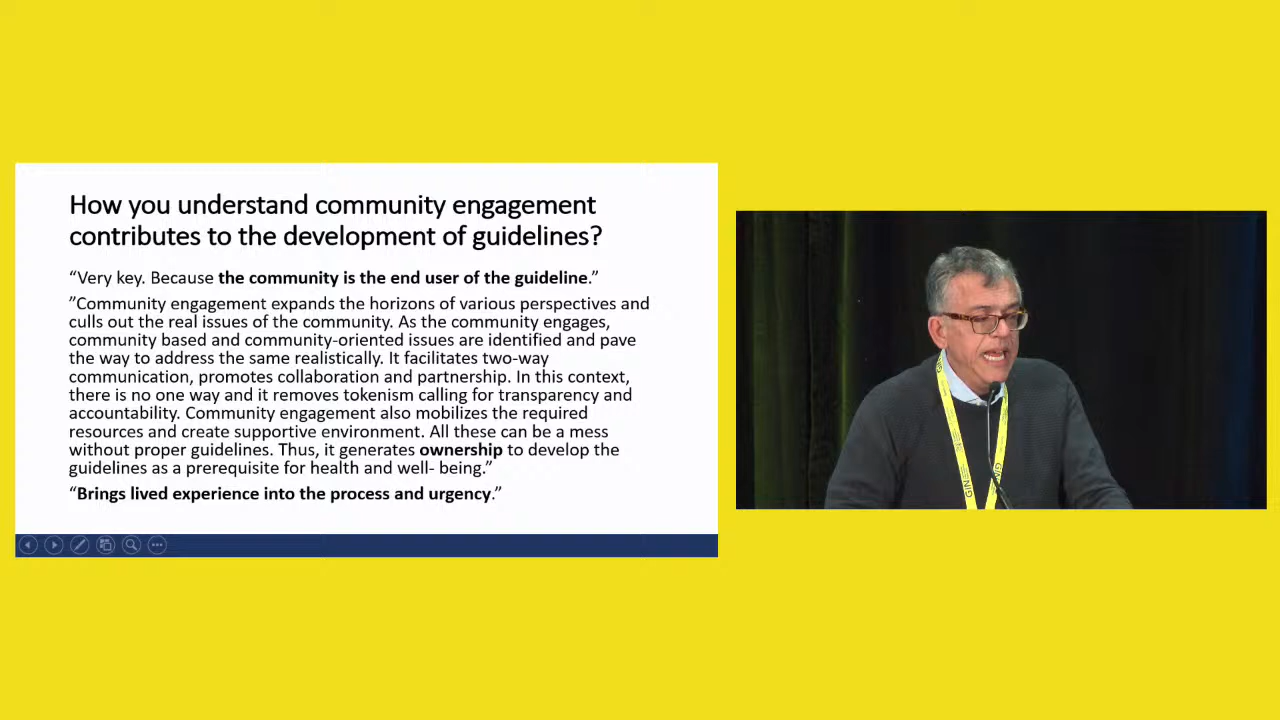 How you understand community engagement
contributes to the development of guidelines?
“Very key. Because the community is the end user of the guideline.”
”Community engagement expands the horizons of various perspectives and
culls out the real issues of the community. As the community engages,
community based and community-oriented issues are identified and pave
the way to address the same realistically. It facilitates two-way
communication, promotes collaboration and partnership. In this context,
there is no one way and it removes tokenism calling for transparency and
accountability. Community engagement also mobilizes the required
resources and create supportive environment. All these can be a mess
without proper guidelines. Thus, it generates ownership to develop the
guidelines as a prerequisite for health and well- being.”
“Brings lived experience into the process and urgency.”
GIN
GIN